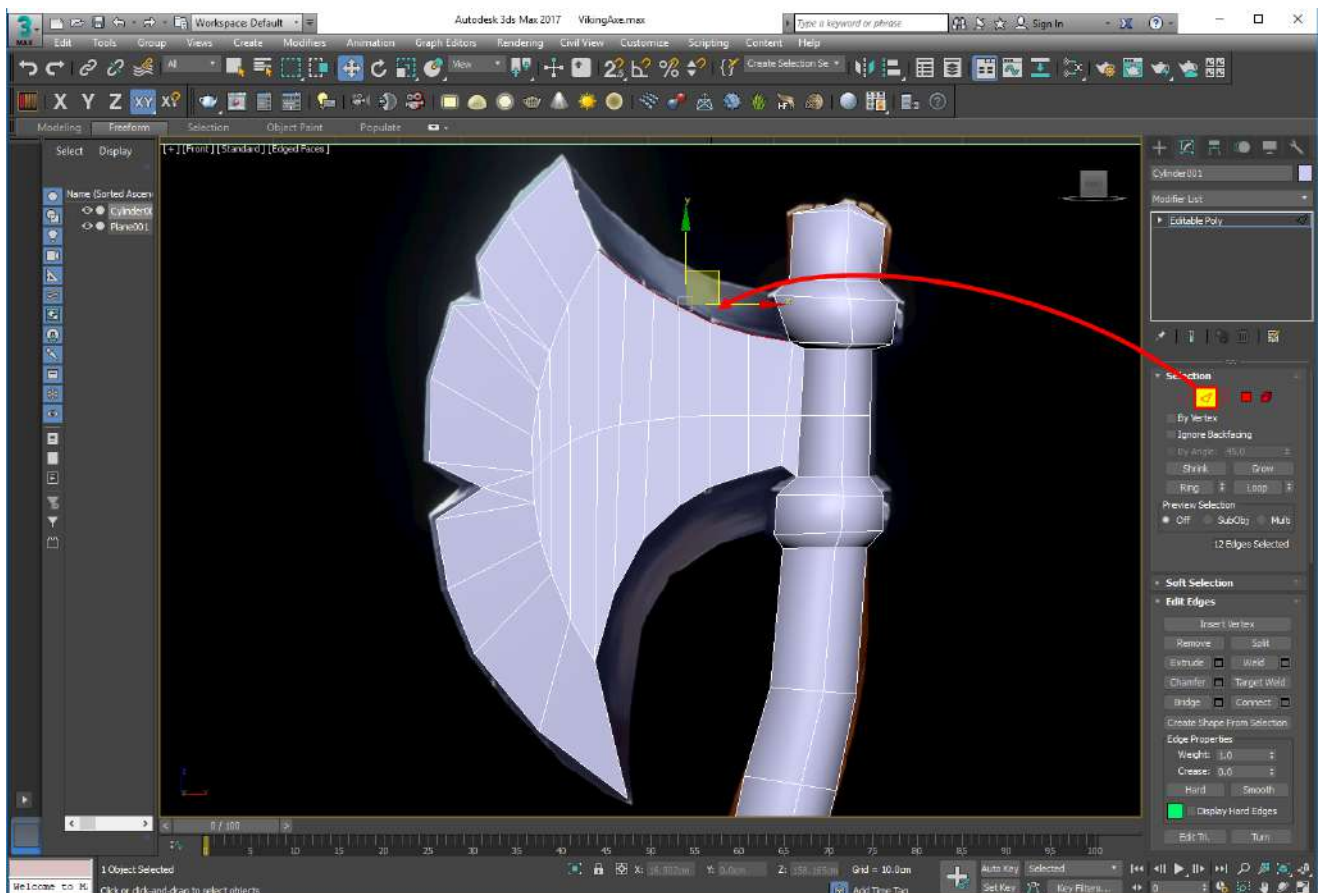 Workspace: Default
Autodesk 3ds Max 2017 VikingAxe.max
Type a keyword or phrase
Sign In
MAX Edit Tools Group Views Create Modifiers Animation Graph Editors Rendering Civil View Customize Scripting Content Help
All
View
Create Selection Se
X Y Z XY
Modeling Freeform Selection Object Paint Populate
Select Display
[+] [Front] [Standard] [Edged Faces]
Name (Sorted Ascen
Cylinder00
Plane001
Cylinder001
Modifier List
Editable Poly
Selection
By Vertex
Ignore Backfacing
By Angle: 45.0
Shrink Grow
Ring Loop
Preview Selection
Off SubObj Multi
12 Edges Selected
Soft Selection
Edit Edges
Insert Vertex
Remove Split
Extrude Weld
Chamfer Target Weld
Bridge Connect
Create Shape From Selection
Edge Properties
Weight: 1.0
Crease: 0.0
Hard Smooth
Display Hard Edges
Edit Tri. Turn
0 / 100
0 5 10 15 20 25 30 35 40 45 50 55 60 65 70 75 80 85 90 95 100
1 Object Selected
X: Y: 0.0cm Z: Grid = 10.0cm
Auto Key Selected
Welcome to M
Click or click-and-drag to select objects
Add Time Tag
Set Key Key Filters...
0